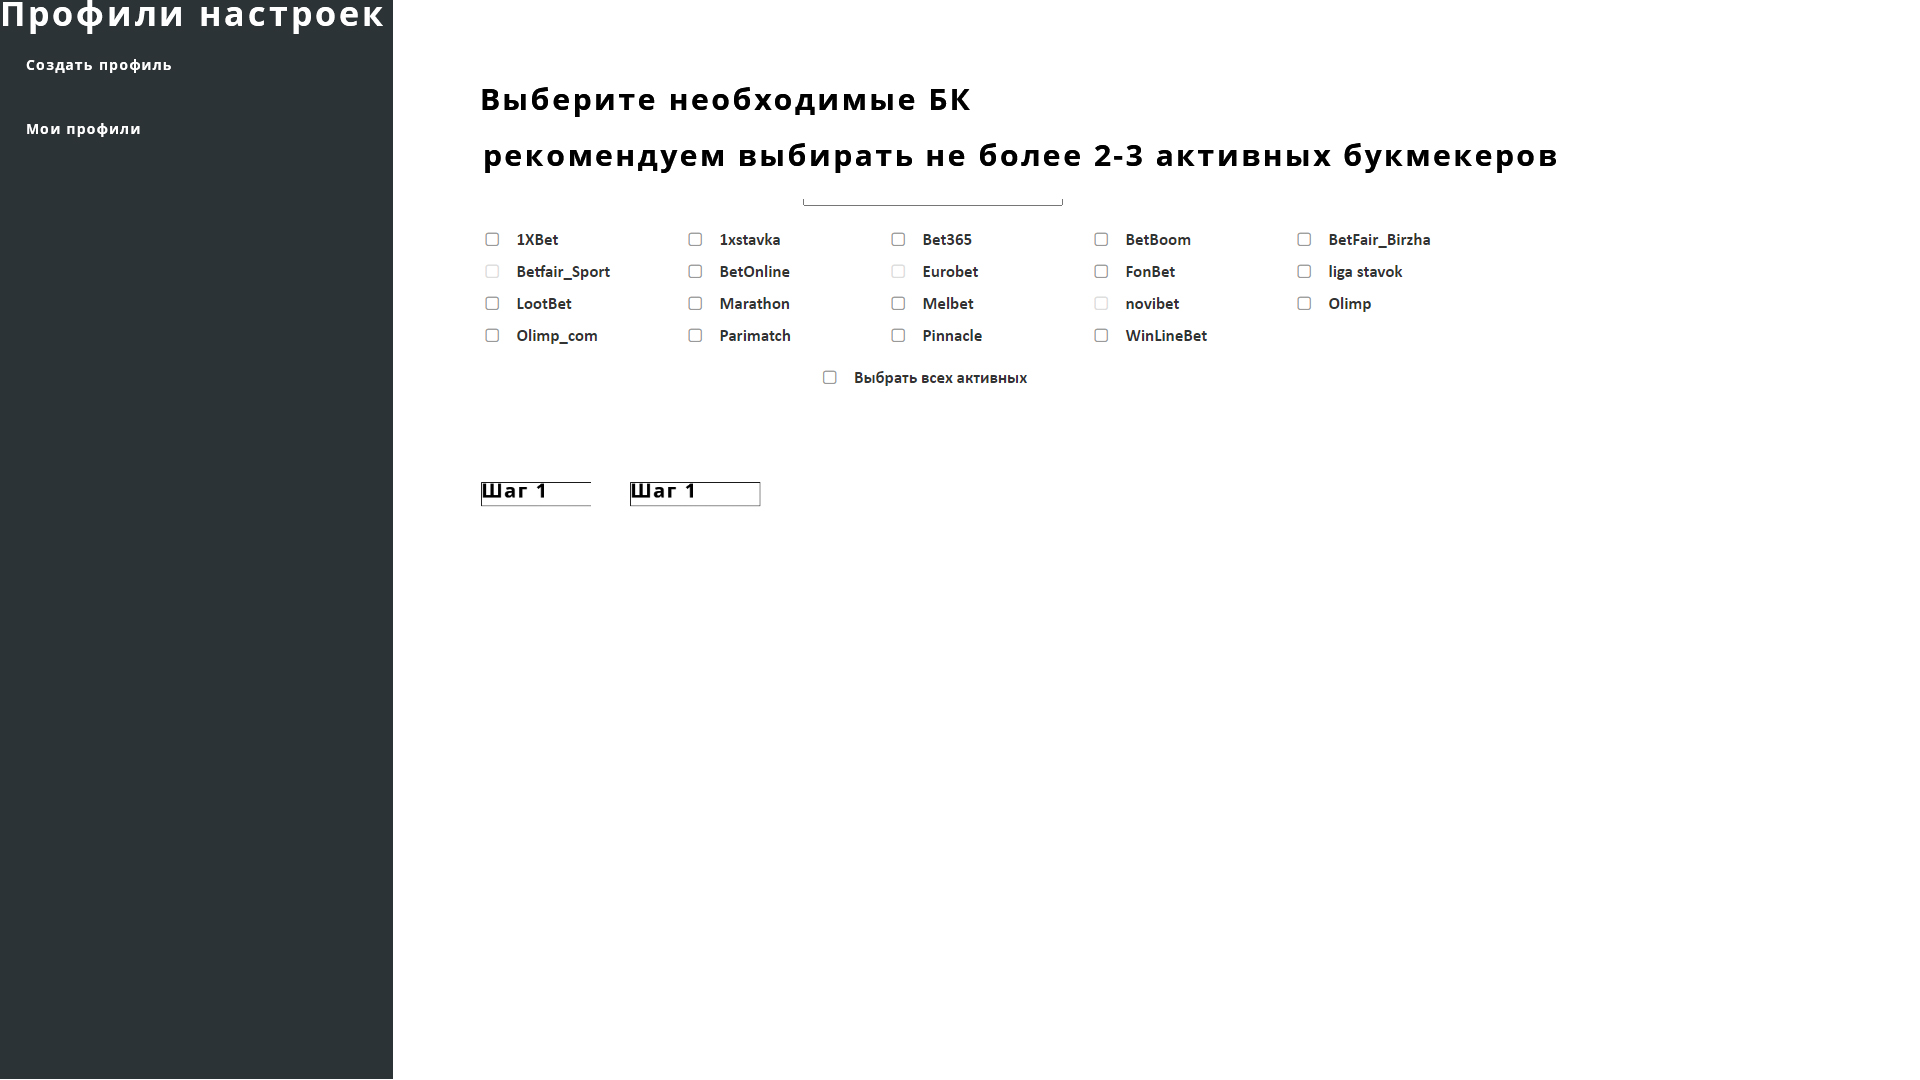 Профили настроек
Создать профиль
Мои профили
Выберите необходимые БК
рекомендуем выбирать не более 2-3 активных букмекеров
1XBet 1xstavka Bet365 BetBoom BetFair_Birzha
Betfair_Sport BetOnline Eurobet FonBet liga stavok
LootBet Marathon Melbet novibet Olimp
Olimp_com Parimatch Pinnacle WinLineBet
Выбрать всех активных
Шаг 1 Шаг 1